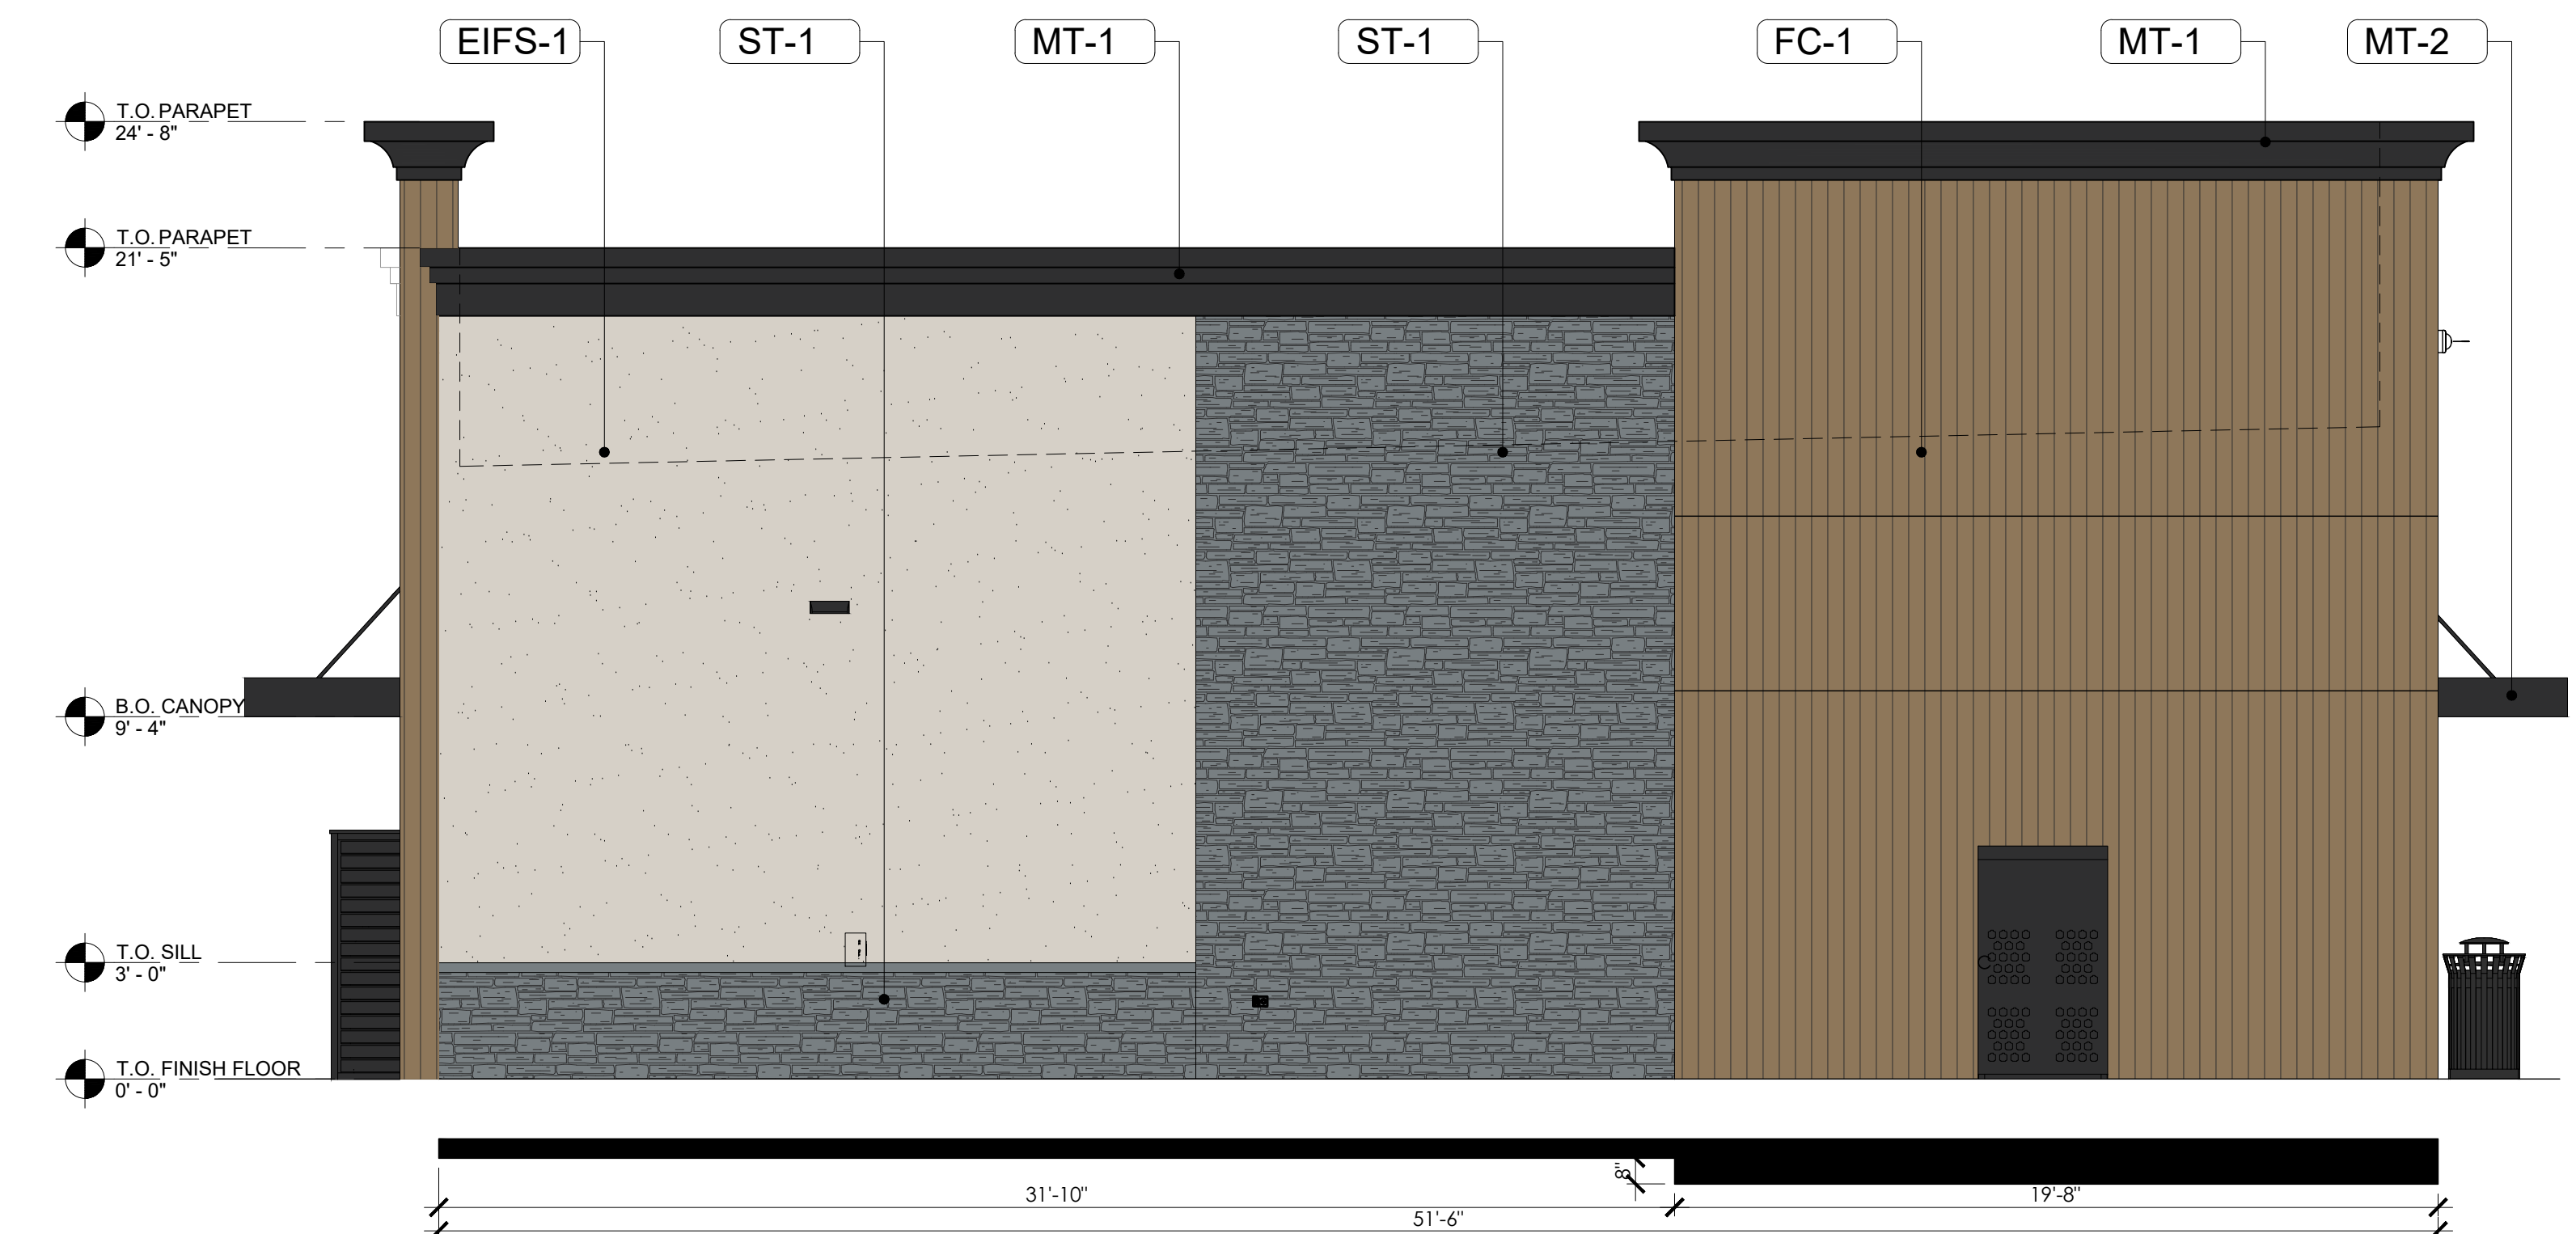 EIFS-1
ST-1
MT-1
ST-1
FC-1
MT-1
MT-2
T.O. PARAPET
24' - 8"
T.O. PARAPET
21' - 5"
B.O. CANOPY
9' - 4"
T.O. SILL
3' - 0"
T.O. FINISH FLOOR
0' - 0"
8"
31'-10"
19'-8"
51'-6"